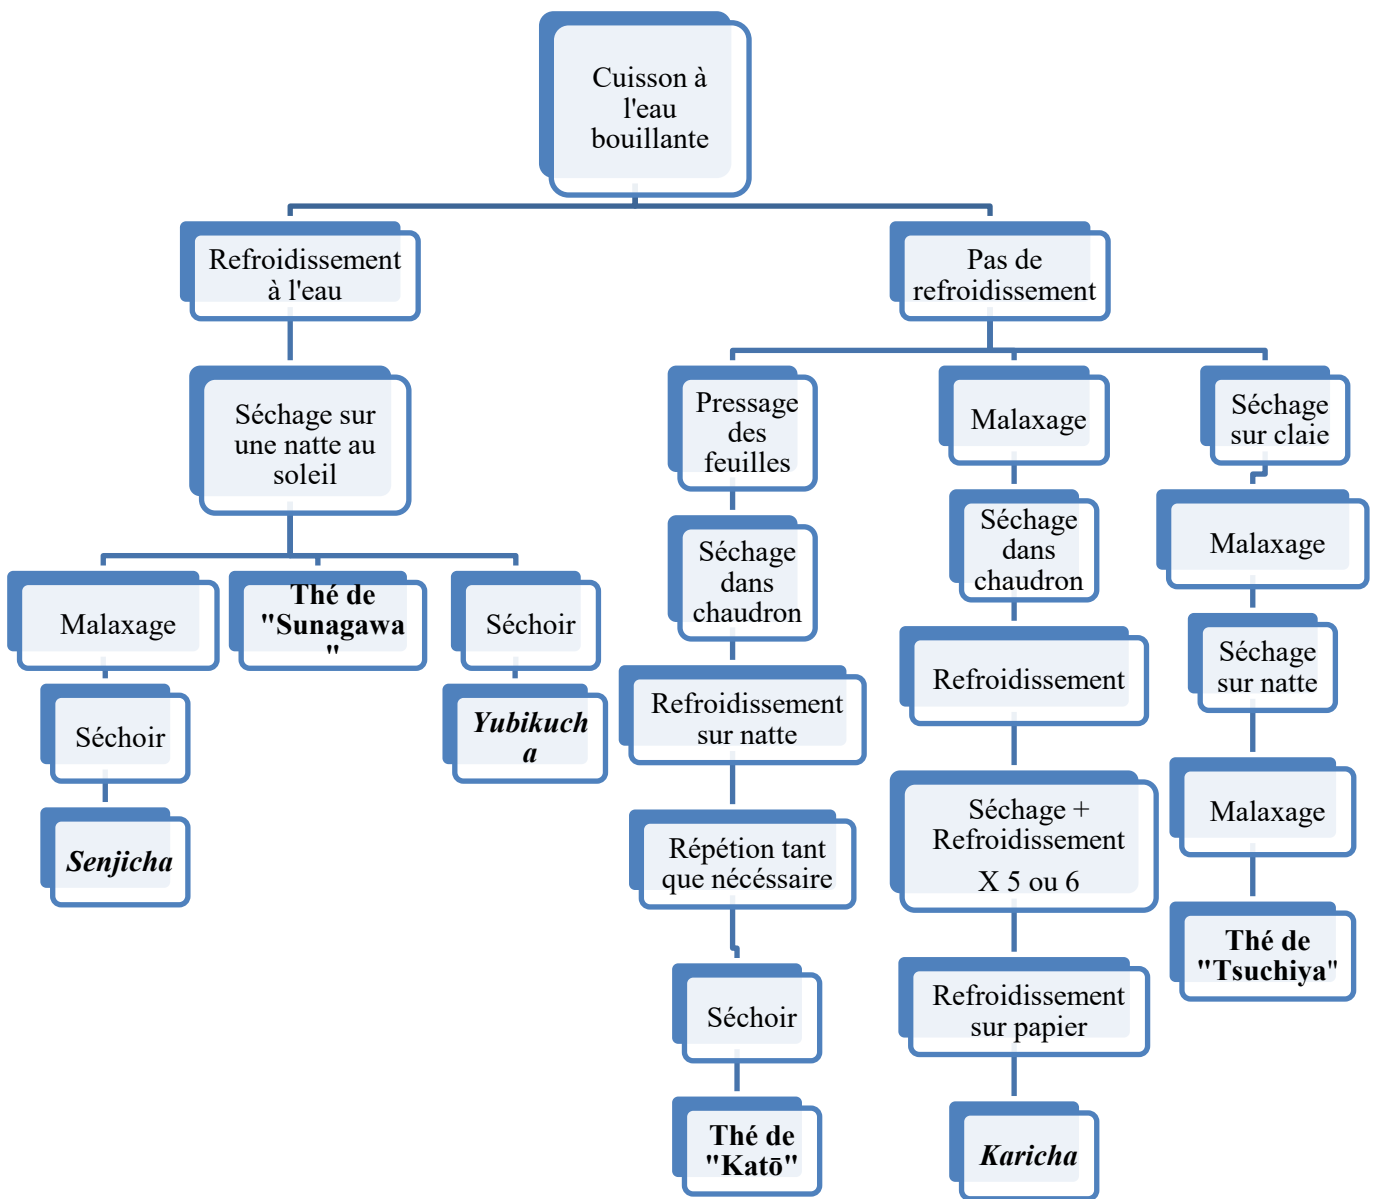 Cuisson à
l'eau
bouillante
Refroidissement
à l'eau
Pas de
refroidissement
Séchage sur
une natte au
soleil
Pressage
des
feuilles
Malaxage
Séchage
sur claie
Malaxage
Thé de
"Sunagawa
"
Séchoir
Séchoir
Yubikuch
a
Senjicha
Séchage
dans
chaudron
Refroidissement
sur natte
Répétion tant
que nécéssaire
Séchoir
Thé de
"Katō"
Séchage
dans
chaudron
Refroidissement
Séchage +
Refroidissement
X 5 ou 6
Refroidissement
sur papier
Karicha
Malaxage
Séchage
sur natte
Malaxage
Thé de
"Tsuchiya"